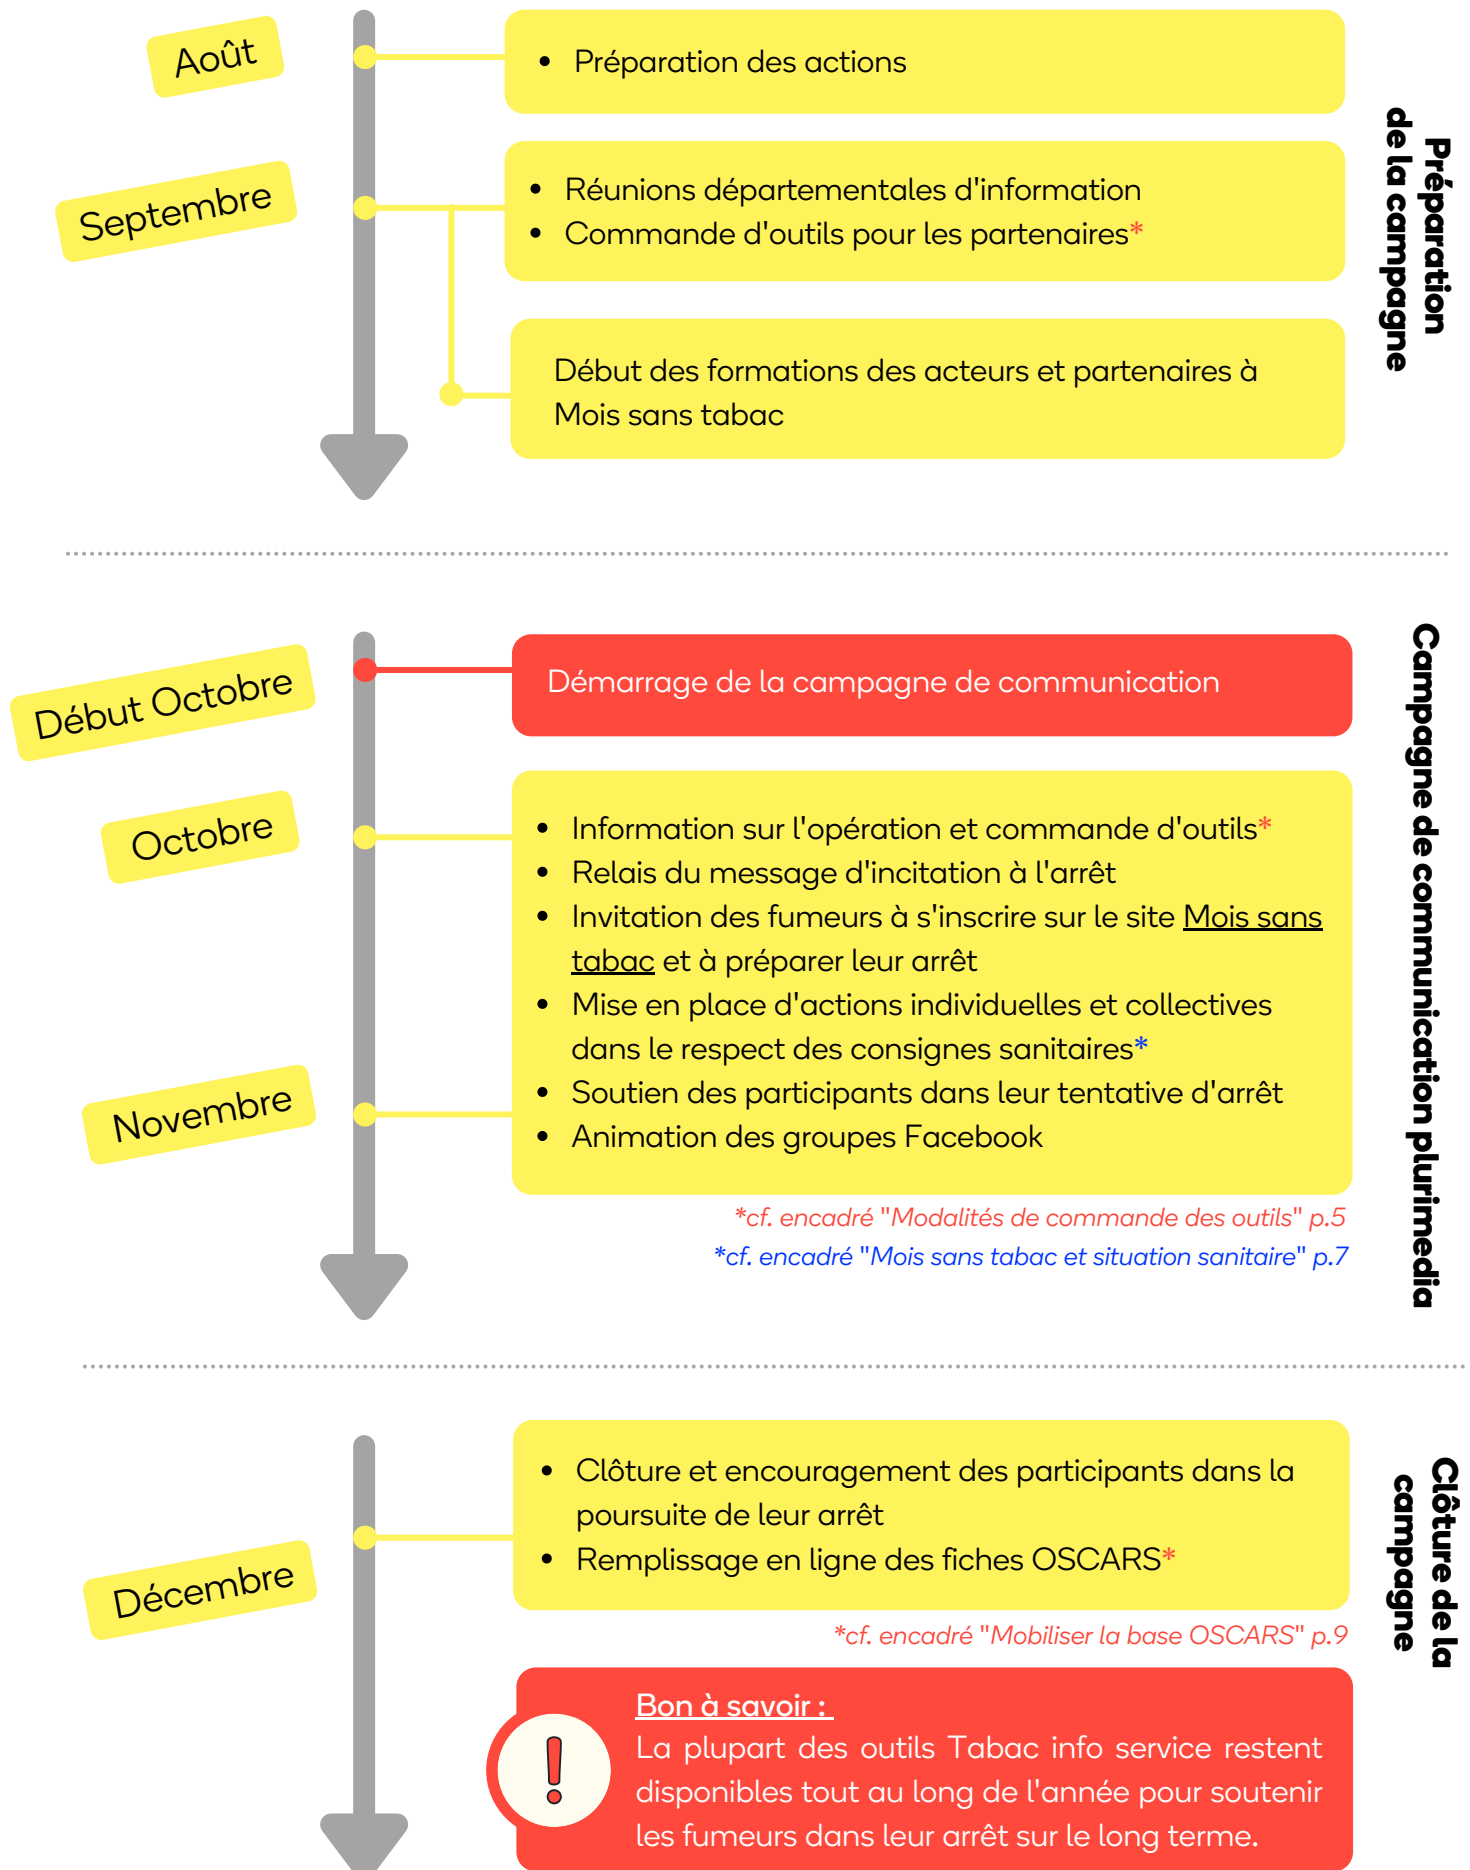 Août
• Préparation des actions
Préparation
de la campagne
Septembre
• Réunions départementales d'information
• Commande d'outils pour les partenaires*
Début des formations des acteurs et partenaires à
Mois sans tabac
Début Octobre
Démarrage de la campagne de communication
Campagne de communication plurimedia
Octobre
• Information sur l'opération et commande d'outils*
• Relais du message d'incitation à l'arrêt
• Invitation des fumeurs à s'inscrire sur le site Mois sans
tabac et à préparer leur arrêt
• Mise en place d'actions individuelles et collectives
dans le respect des consignes sanitaires*
Novembre
• Soutien des participants dans leur tentative d'arrêt
• Animation des groupes Facebook
*cf. encadré "Modalités de commande des outils" p.5
*cf. encadré "Mois sans tabac et situation sanitaire" p.7
Décembre
• Clôture et encouragement des participants dans la
poursuite de leur arrêt
• Remplissage en ligne des fiches OSCARS*
Clôture de la
campagne
*cf. encadré "Mobiliser la base OSCARS" p.9
Bon à savoir :
La plupart des outils Tabac info service restent
disponibles tout au long de l'année pour soutenir
les fumeurs dans leur arrêt sur le long terme.